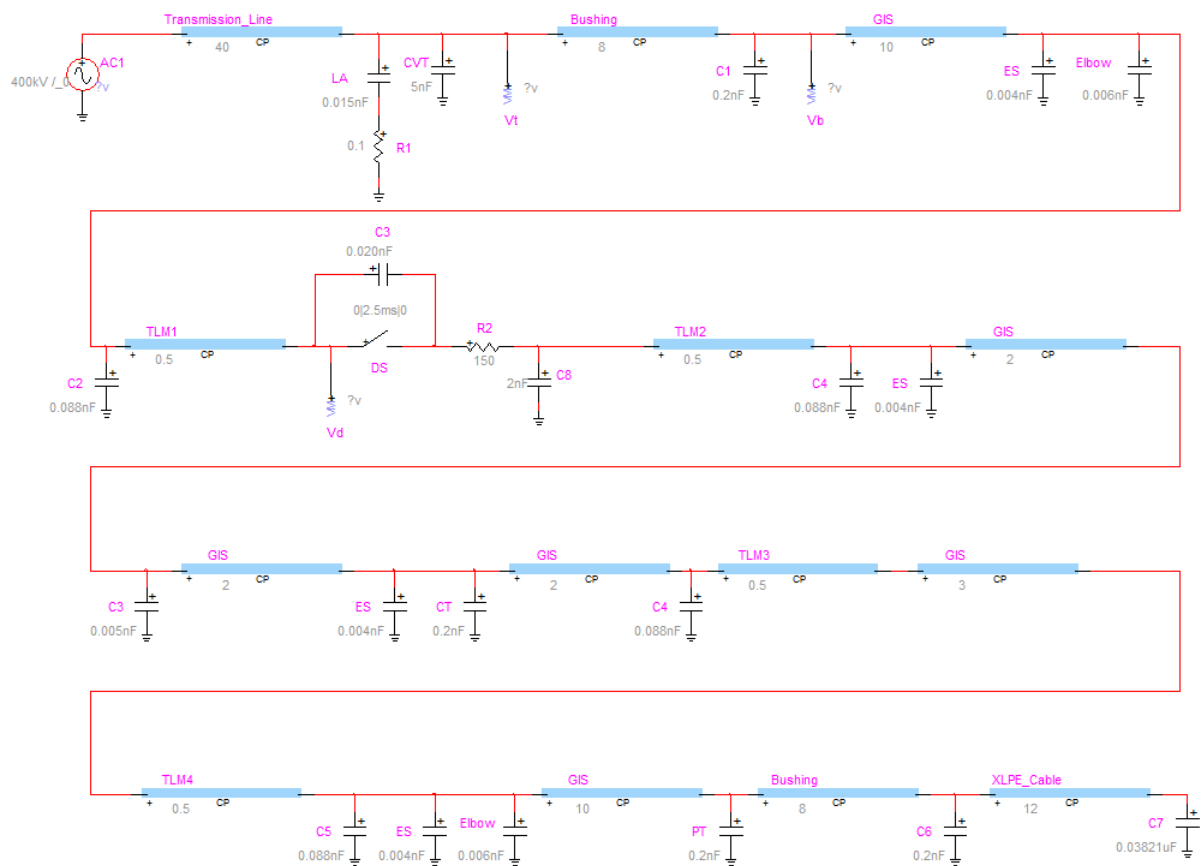 Transmission_Line
+ 40 CP
Bushing
+ 8 CP
GIS
+ 10 CP
AC1
400kV /_0
?v
LA
0.015nF
CVT
5nF
0.1
R1
?v
VM
Vt
C1
0.2nF
?v
VM
Vb
ES
0.004nF
Elbow
0.006nF
C3
0.020nF
0|2.5ms|0
DS
TLM1
+ 0.5 CP
C2
0.088nF
?v
VM
Vd
R2
150
C8
2nF
TLM2
+ 0.5 CP
C4
0.088nF
ES
0.004nF
GIS
+ 2 CP
C3
0.005nF
GIS
+ 2 CP
ES
0.004nF
CT
0.2nF
GIS
+ 2 CP
C4
0.088nF
TLM3
+ 0.5 CP
GIS
+ 3 CP
TLM4
+ 0.5 CP
C5
0.088nF
ES
0.004nF
Elbow
0.006nF
GIS
+ 10 CP
PT
0.2nF
Bushing
+ 8 CP
C6
0.2nF
XLPE_Cable
+ 12 CP
C7
0.03821uF